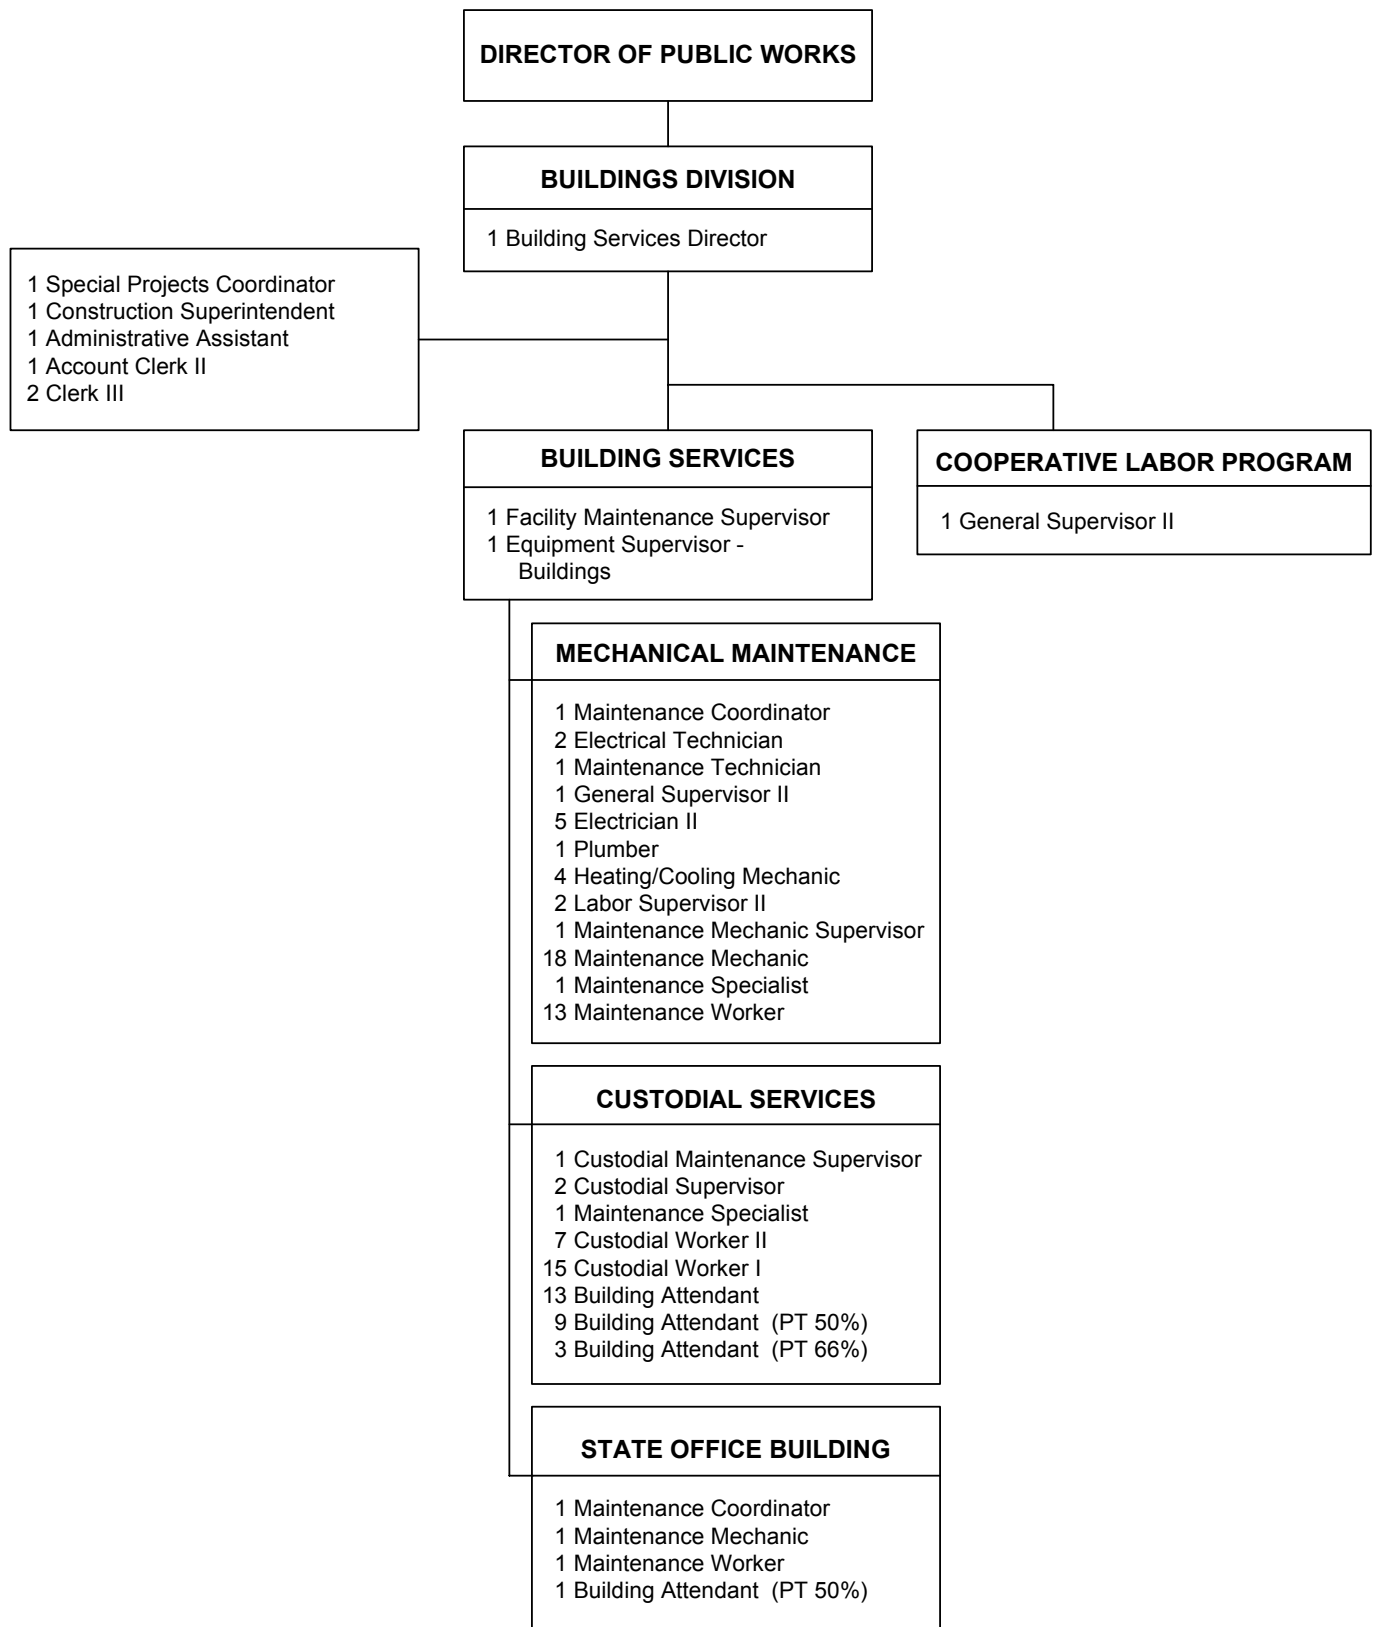 DIRECTOR OF PUBLIC WORKS
BUILDINGS DIVISION
1 Building Services Director
1 Special Projects Coordinator
1 Construction Superintendent
1 Administrative Assistant
1 Account Clerk II
2 Clerk III
BUILDING SERVICES
1 Facility Maintenance Supervisor
1 Equipment Supervisor -
Buildings
COOPERATIVE LABOR PROGRAM
1 General Supervisor II
MECHANICAL MAINTENANCE
1 Maintenance Coordinator
2 Electrical Technician
1 Maintenance Technician
1 General Supervisor II
5 Electrician II
1 Plumber
4 Heating/Cooling Mechanic
2 Labor Supervisor II
1 Maintenance Mechanic Supervisor
18 Maintenance Mechanic
1 Maintenance Specialist
13 Maintenance Worker
CUSTODIAL SERVICES
1 Custodial Maintenance Supervisor
2 Custodial Supervisor
1 Maintenance Specialist
7 Custodial Worker II
15 Custodial Worker I
13 Building Attendant
9 Building Attendant (PT 50%)
3 Building Attendant (PT 66%)
STATE OFFICE BUILDING
1 Maintenance Coordinator
1 Maintenance Mechanic
1 Maintenance Worker
1 Building Attendant (PT 50%)